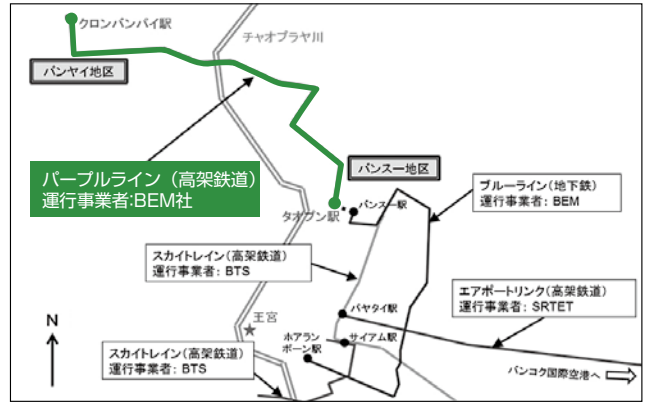 クロンバンパイ駅
チャオプラヤ川
バンヤイ地区
パープルライン（高架鉄道）
運行事業者:BEM社
バンスー地区
タオプン駅
バンスー駅
ブルーライン（地下鉄）
運行事業者： BEM
スカイトレイン（高架鉄道）
運行事業者： BTS
エアポートリンク（高架鉄道）
運行事業者： SRTET
パヤタイ駅
N
王宮
ホアラン
ポーン駅
サイアム駅
スカイトレイン（高架鉄道）
運行事業者： BTS
バンコク国際空港へ